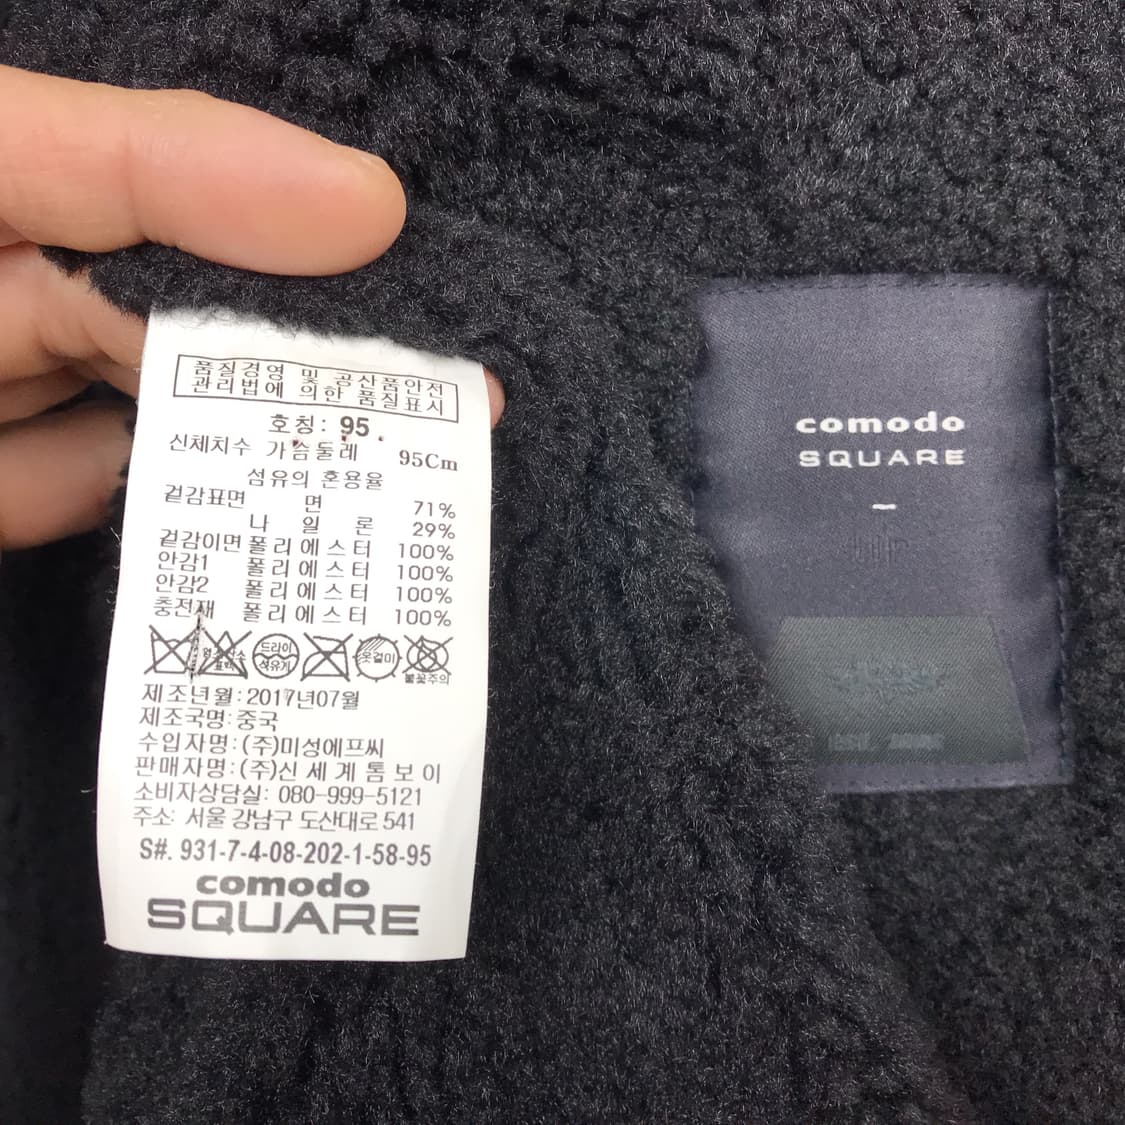 품질경영 및 공산품안전
관리법에 의한 품질표시
호칭: 95
신체치수 가슴둘레 95Cm
섬유의 혼용율
겉감표면 면 71%
나 일 론 29%
겉감이면 폴 리 에 스 터 100%
안감1 폴 리 에 스 터 100%
안감2 폴 리 에 스 터 100%
충전재 폴 리 에 스 터 100%
드라이
석유계
옷걸이
불꽃주의
제조년월:2017년07월
제조국명:중국
수입자명:(주)미성에프씨
판매자명:(주)신 세 계 톰 보 이
소비자상담실: 080-999-5121
주소: 서울 강남구 도산대로 541
S#. 931-7-4-08-202-1-58-95
comodo
SQUARE
comodo
SQUARE